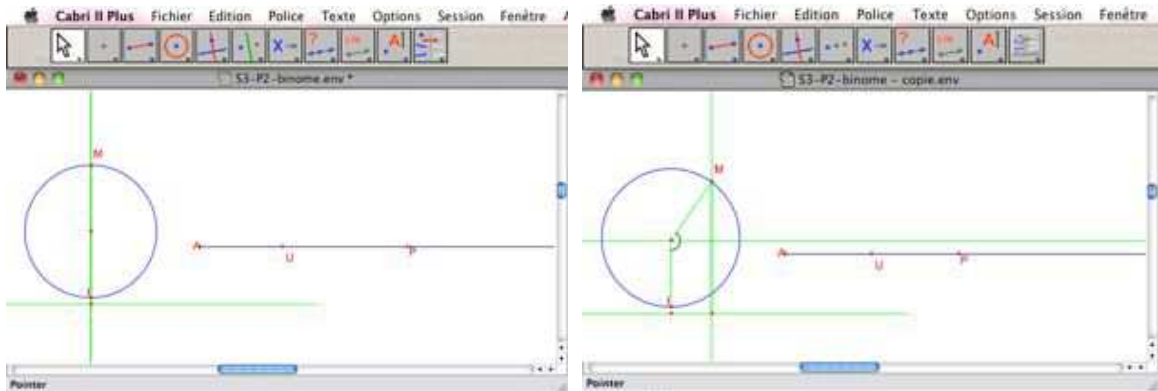 Cabri II Plus Fichier Edition Police Texte Options Session Fenêtre
S3-P2-binome.env *
M
A
U
P
I
Pointer
Cabri II Plus Fichier Edition Police Texte Options Session Fenêtre
S3-P2-binome - copie.env
M
A
U
P
Pointer